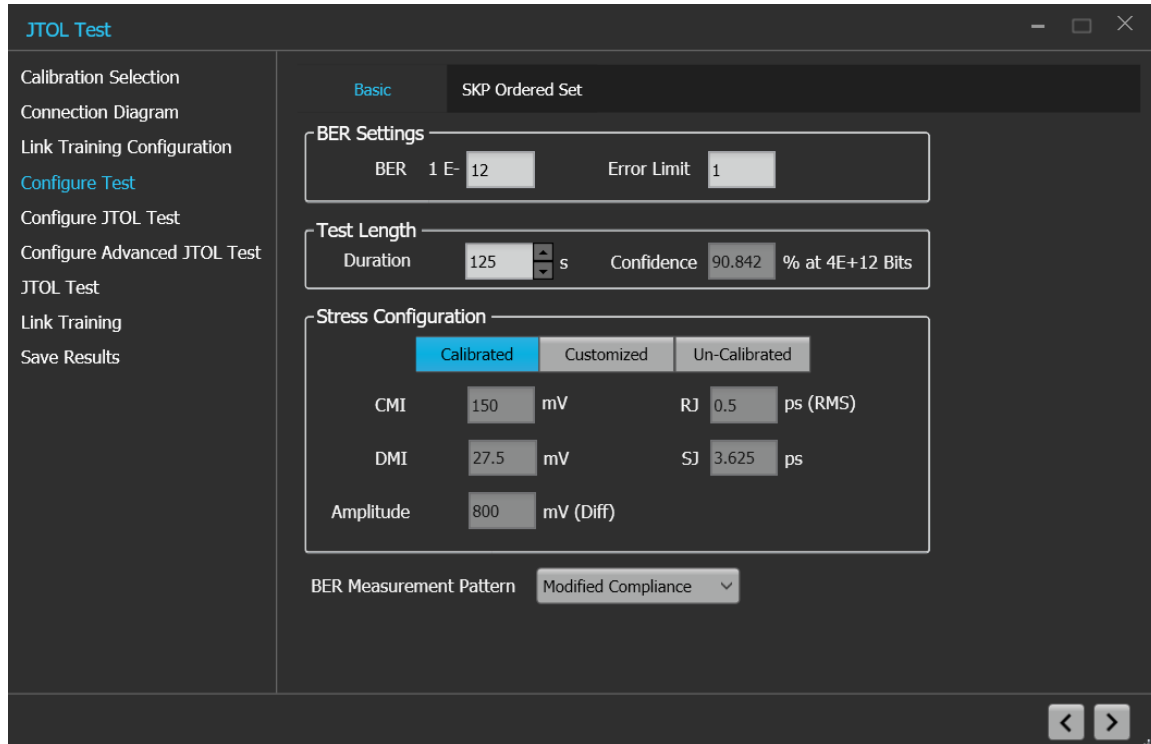 JTOL Test
Calibration Selection
Connection Diagram
Link Training Configuration
Configure Test
Configure JTOL Test
Configure Advanced JTOL Test
JTOL Test
Link Training
Save Results
Basic SKP Ordered Set
BER Settings
BER 1 E- 12 Error Limit 1
Test Length
Duration 125 s Confidence 90.842 % at 4E+12 Bits
Stress Configuration
Calibrated Customized Un-Calibrated
CMI 150 mV RJ 0.5 ps (RMS)
DMI 27.5 mV SJ 3.625 ps
Amplitude 800 mV (Diff)
BER Measurement Pattern Modified Compliance